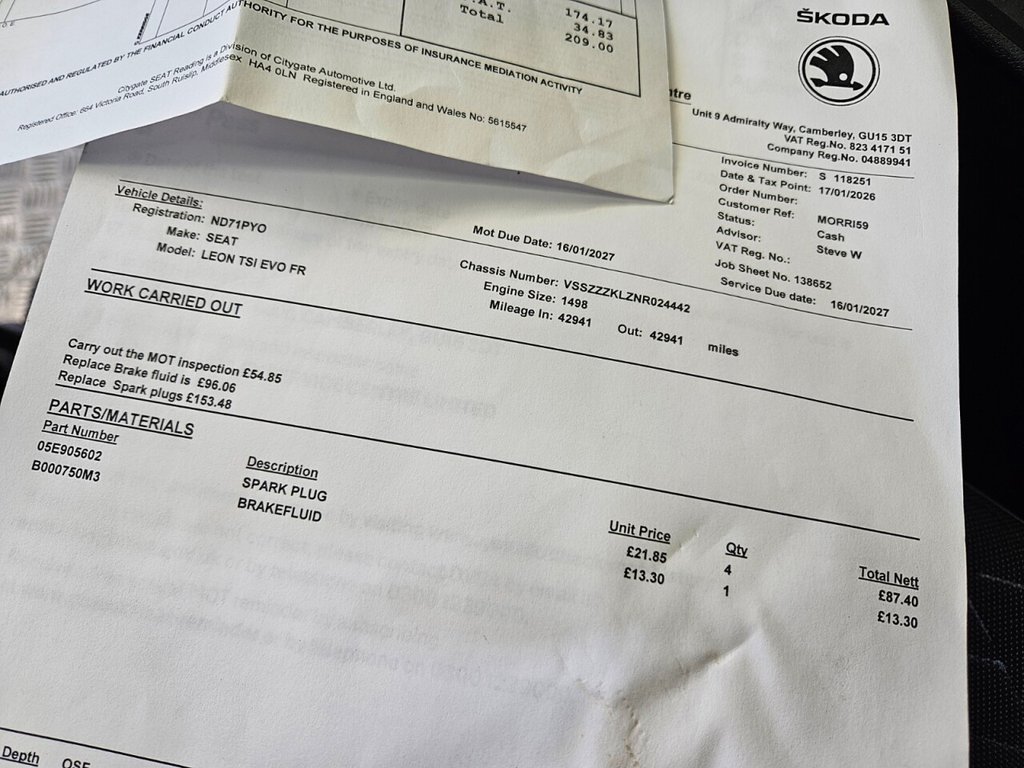 .A.T. 174.17
Total 34.83
209.00
AUTHORISED AND REGULATED BY THE FINANCIAL CONDUCT AUTHORITY FOR THE PURPOSES OF INSURANCE MEDIATION ACTIVITY
Citygate SEAT Reading is a Division of Citygate Automotive Ltd.
Registered Office: 664 Victoria Road, South Ruislip, Middlesex HA4 0LN Registered in England and Wales No: 5615547
ŠKODA
ntre
Unit 9 Admiralty Way, Camberley, GU15 3DT
VAT Reg.No. 823 4171 51
Company Reg.No. 04889941
Invoice Number: S 118251
Date & Tax Point: 17/01/2026
Order Number:
Customer Ref: MORRI59
Status: Cash
Advisor: Steve W
VAT Reg. No.:
Job Sheet No. 138652
Service Due date: 16/01/2027
Vehicle Details:
Registration: ND71PYO
Make: SEAT
Model: LEON TSI EVO FR
Mot Due Date: 16/01/2027
Chassis Number: VSSZZZKLZNR024442
Engine Size: 1498
Mileage In: 42941 Out: 42941 miles
WORK CARRIED OUT
Carry out the MOT inspection £54.85
Replace Brake fluid is £96.06
Replace Spark plugs £153.48
PARTS/MATERIALS
Part Number Description Unit Price Qty Total Nett
05E905602 SPARK PLUG £21.85 4 £87.40
B000750M3 BRAKEFLUID £13.30 1 £13.30
Depth OSF